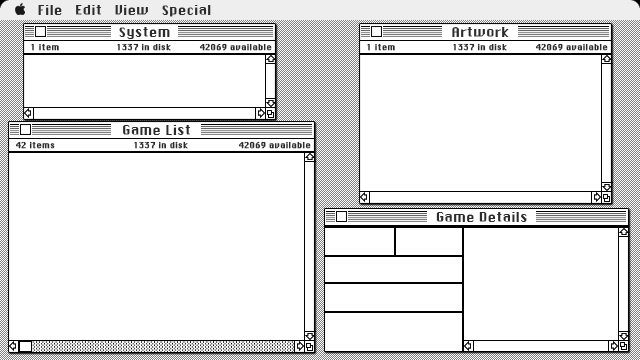 File Edit View Special
System
1 item 1337 in disk 42069 available
Artwork
1 item 1337 in disk 42069 available
Game List
42 items 1337 in disk 42069 available
Game Details